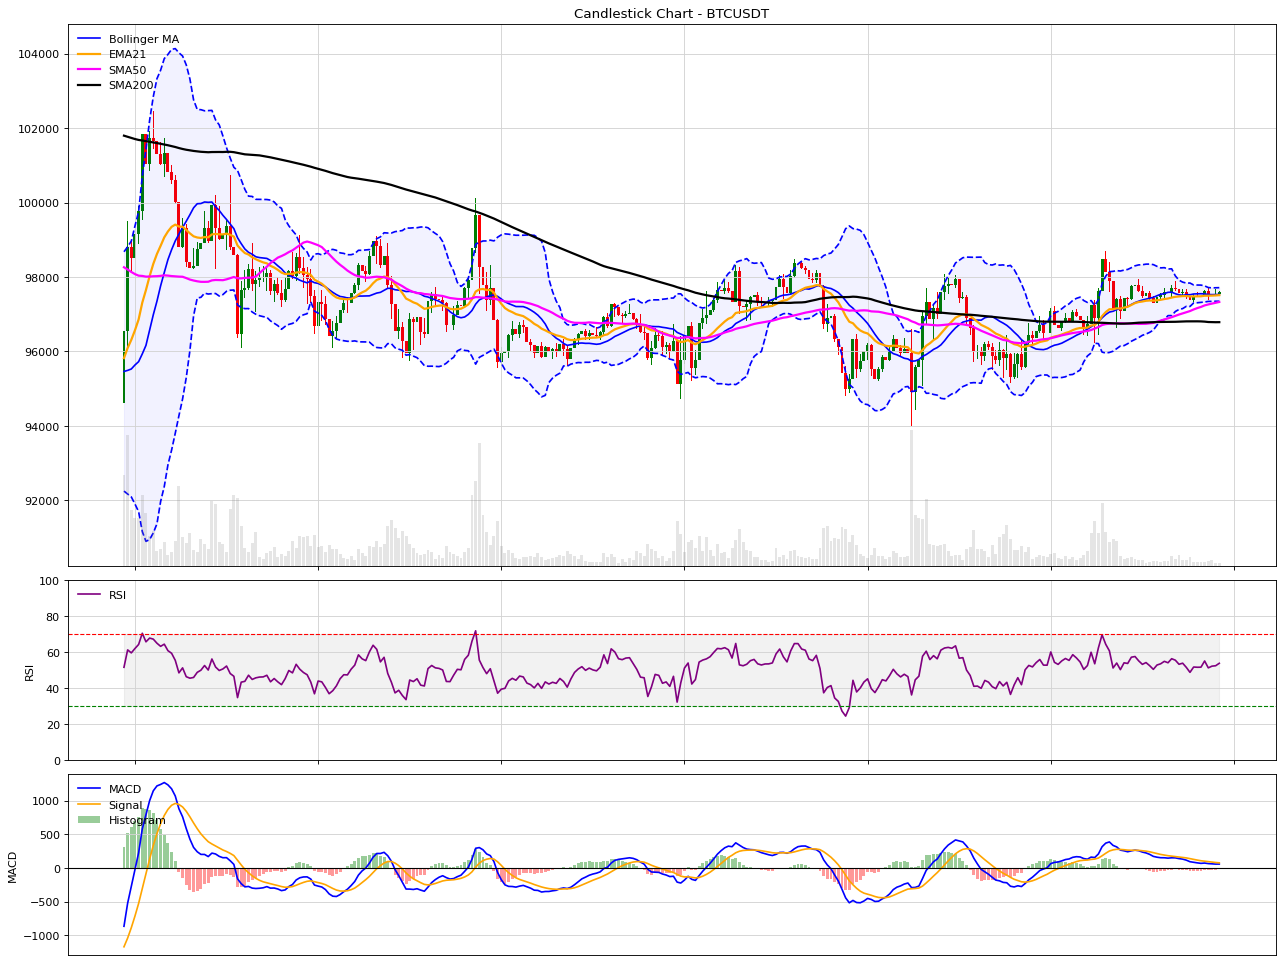 Candlestick Chart - BTCUSDT
Bollinger MA
EMA21
SMA50
SMA200
104000
102000
100000
98000
96000
94000
92000
RSI
100
80
60
40
20
0
RSI
MACD
Signal
Histogram
1000
500
0
−500
−1000
MACD